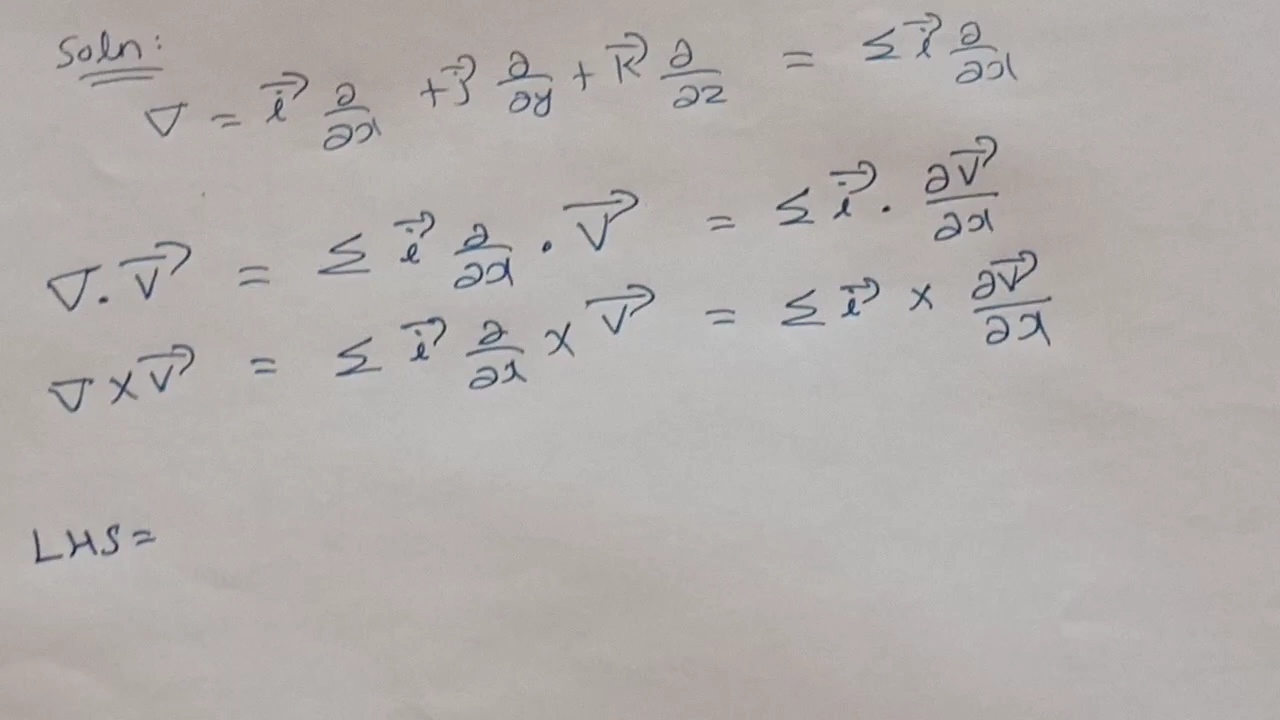 Soln:
∇ = i⃗ ∂/∂x + j⃗ ∂/∂y + k⃗ ∂/∂z = Σ i⃗ ∂/∂x
∇.V⃗ = Σ i⃗ ∂/∂x . V⃗ = Σ i⃗ . ∂V⃗/∂x
∇×V⃗ = Σ i⃗ ∂/∂x × V⃗ = Σ i⃗ × ∂V⃗/∂x
LHS =